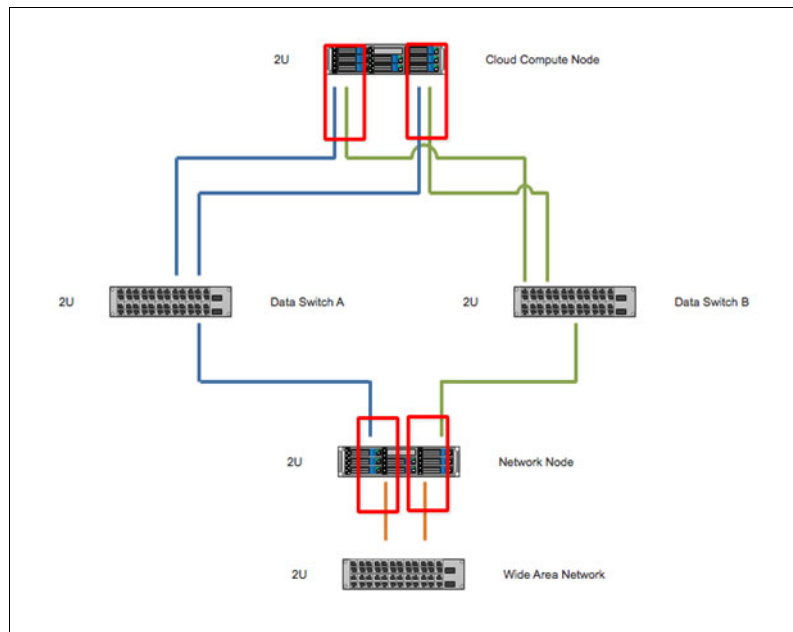 2U
Cloud Compute Node
2U
Data Switch A
2U
Data Switch B
2U
Network Node
2U
Wide Area Network